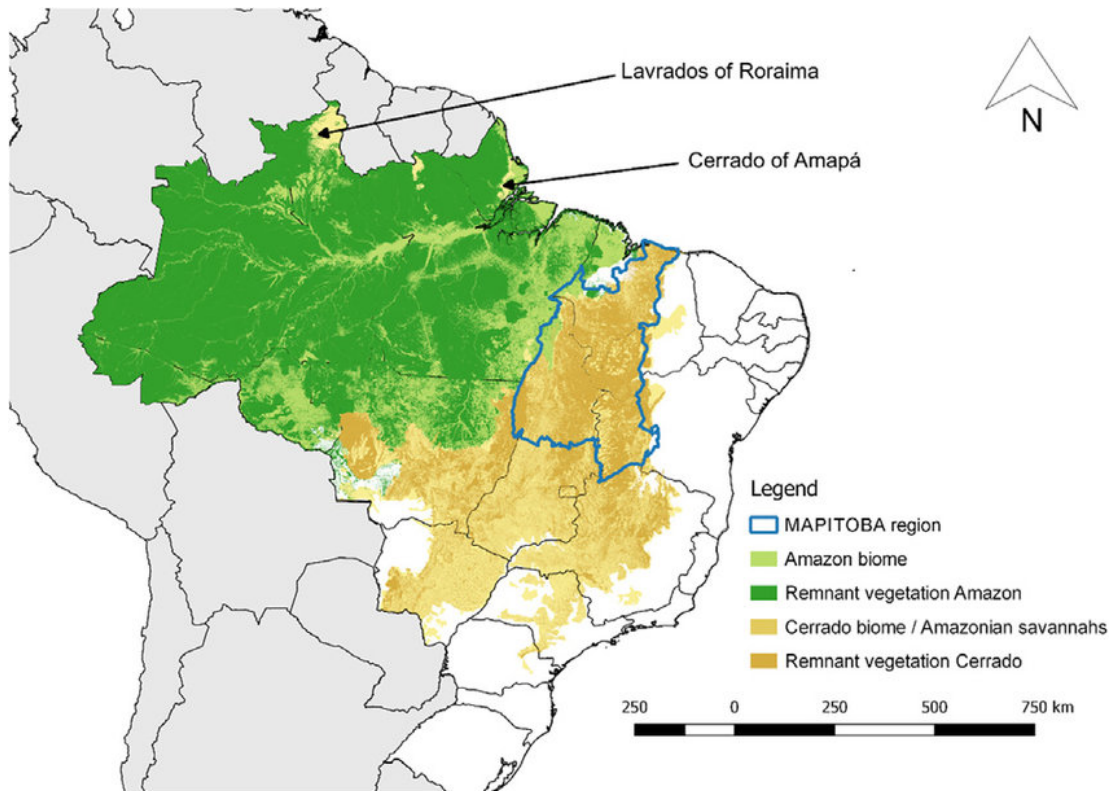 Lavrados of Roraima
N
Cerrado of Amapá
Legend
MAPITOBA region
Amazon biome
Remnant vegetation Amazon
Cerrado biome / Amazonian savannahs
Remnant vegetation Cerrado
250 0 250 500 750 km